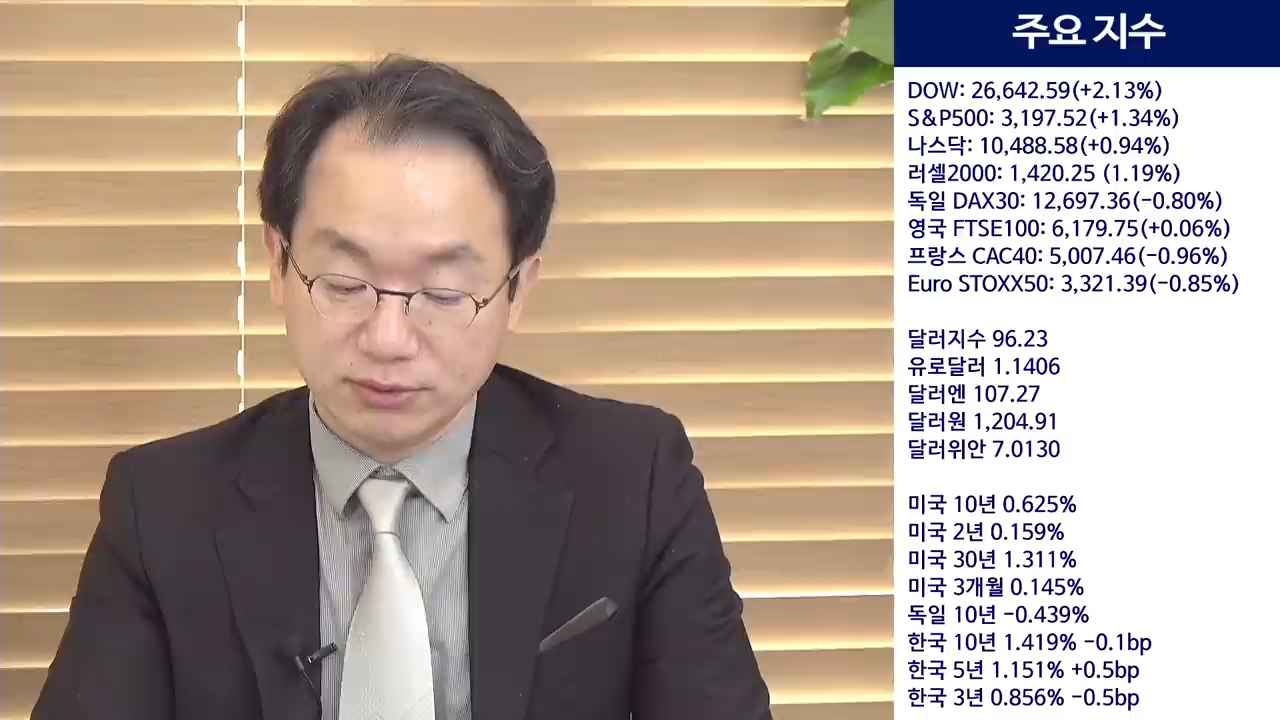 주요 지수
DOW: 26,642.59(+2.13%)
S&P500: 3,197.52(+1.34%)
나스닥: 10,488.58(+0.94%)
러셀2000: 1,420.25 (1.19%)
독일 DAX30: 12,697.36(−0.80%)
영국 FTSE100: 6,179.75(+0.06%)
프랑스 CAC40: 5,007.46(−0.96%)
Euro STOXX50: 3,321.39(−0.85%)
달러지수 96.23
유로달러 1.1406
달러엔 107.27
달러원 1,204.91
달러위안 7.0130
미국 10년 0.625%
미국 2년 0.159%
미국 30년 1.311%
미국 3개월 0.145%
독일 10년 −0.439%
한국 10년 1.419% −0.1bp
한국 5년 1.151% +0.5bp
한국 3년 0.856% −0.5bp